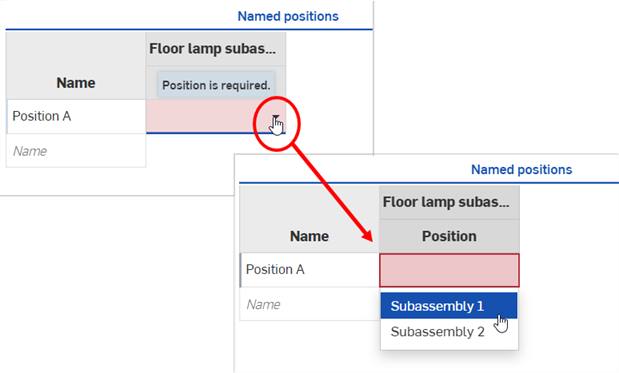 Named positions
Floor lamp subas...
Name
Position is required.
Position A
Name
Named positions
Floor lamp subas...
Name
Position
Position A
Name
Subassembly 1
Subassembly 2